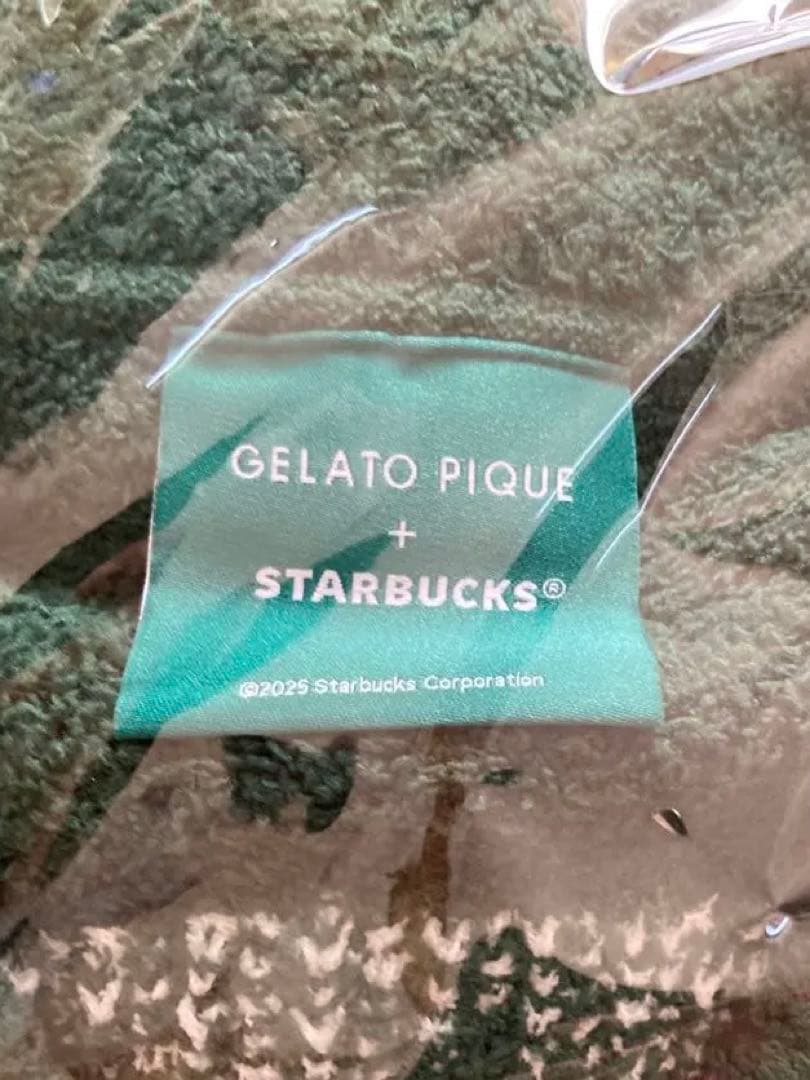 GELATO PIQUE
+
STARBUCKS®
©2025 Starbucks Corporation